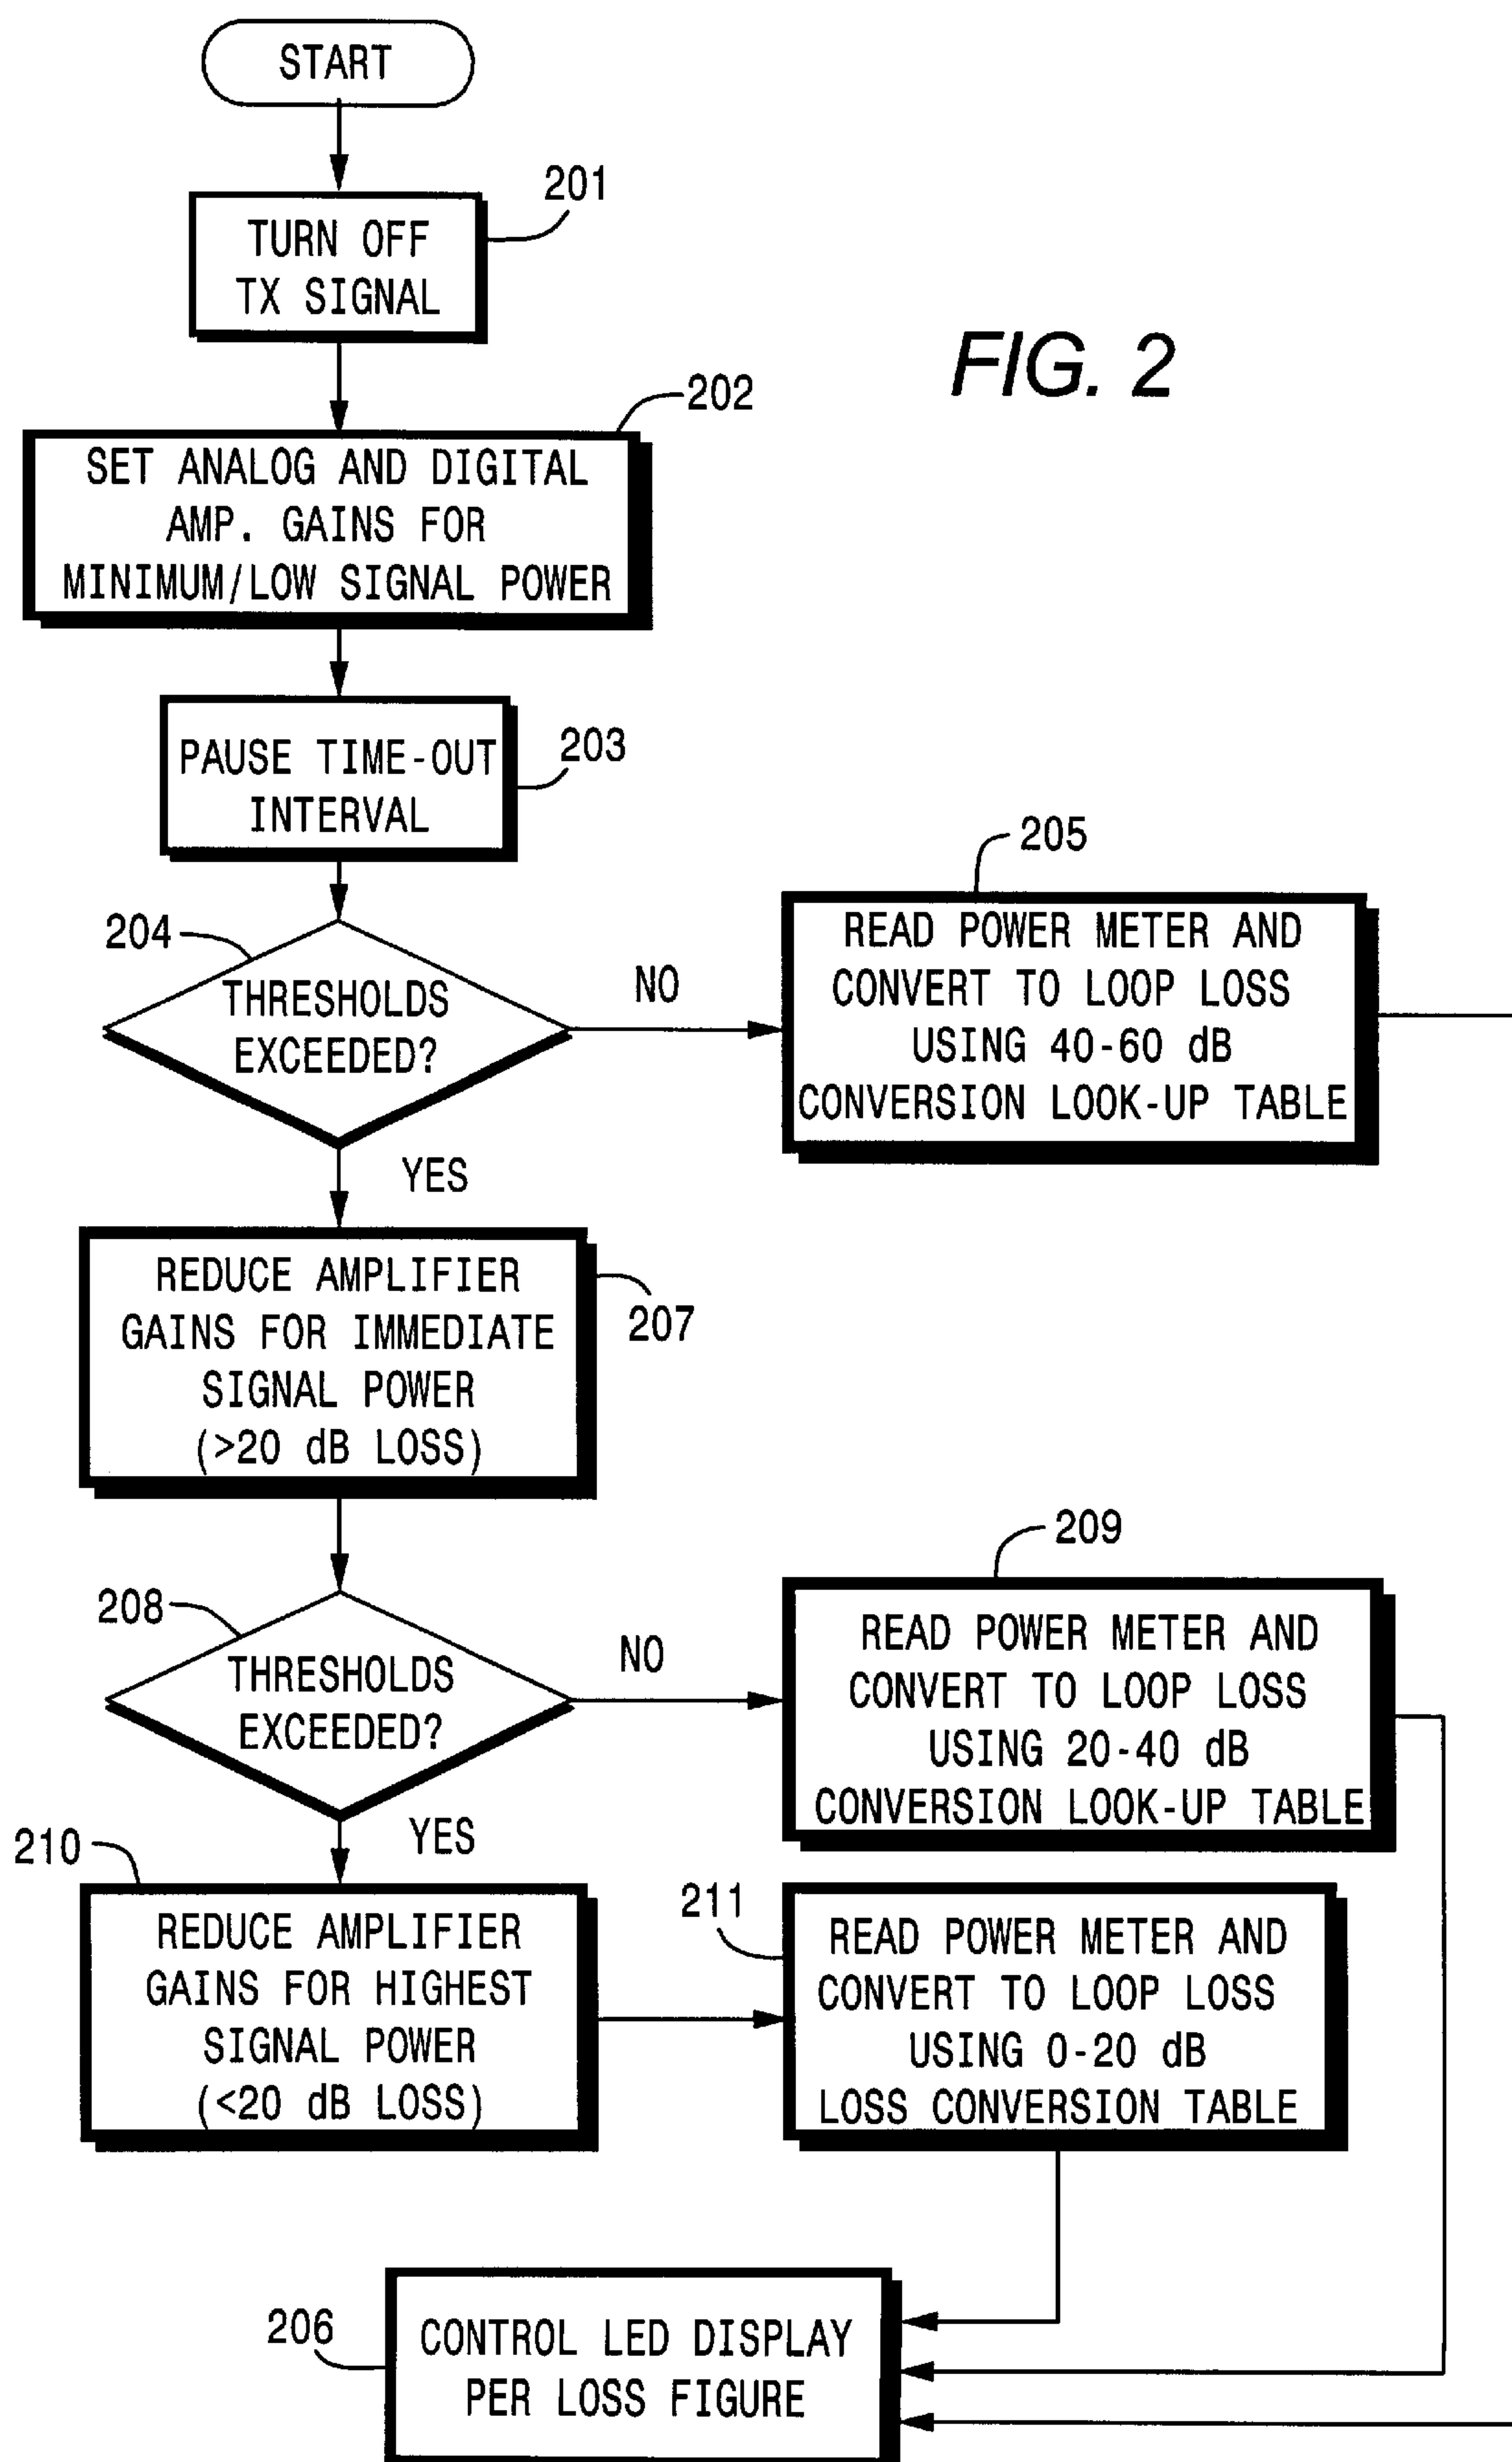 START
201
TURN OFF
TX SIGNAL
FIG. 2
202
SET ANALOG AND DIGITAL
AMP. GAINS FOR
MINIMUM/LOW SIGNAL POWER
203
PAUSE TIME-OUT
INTERVAL
204
THRESHOLDS
EXCEEDED?
NO
205
READ POWER METER AND
CONVERT TO LOOP LOSS
USING 40-60 dB
CONVERSION LOOK-UP TABLE
YES
REDUCE AMPLIFIER
GAINS FOR IMMEDIATE
SIGNAL POWER
(>20 dB LOSS)
207
208
THRESHOLDS
EXCEEDED?
NO
209
READ POWER METER AND
CONVERT TO LOOP LOSS
USING 20-40 dB
CONVERSION LOOK-UP TABLE
YES
210
REDUCE AMPLIFIER
GAINS FOR HIGHEST
SIGNAL POWER
(<20 dB LOSS)
211
READ POWER METER AND
CONVERT TO LOOP LOSS
USING 0-20 dB
LOSS CONVERSION TABLE
206
CONTROL LED DISPLAY
PER LOSS FIGURE